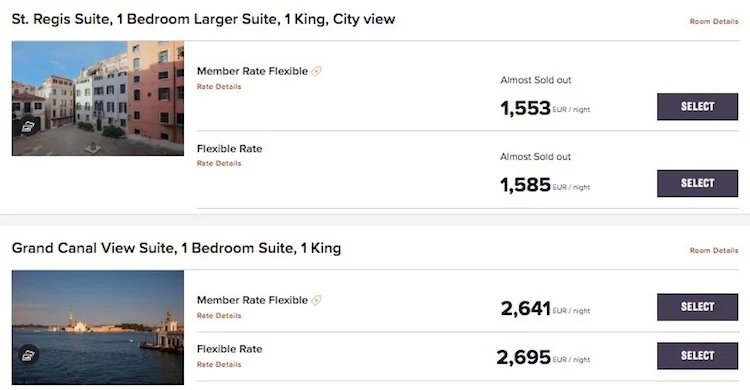 St. Regis Suite, 1 Bedroom Larger Suite, 1 King, City view
Room Details
Member Rate Flexible
Rate Details
Almost Sold out
1,553 EUR / night
SELECT
Flexible Rate
Rate Details
Almost Sold out
1,585 EUR / night
SELECT
Grand Canal View Suite, 1 Bedroom Suite, 1 King
Room Details
Member Rate Flexible
Rate Details
2,641 EUR / night
SELECT
Flexible Rate
Rate Details
2,695 EUR / night
SELECT